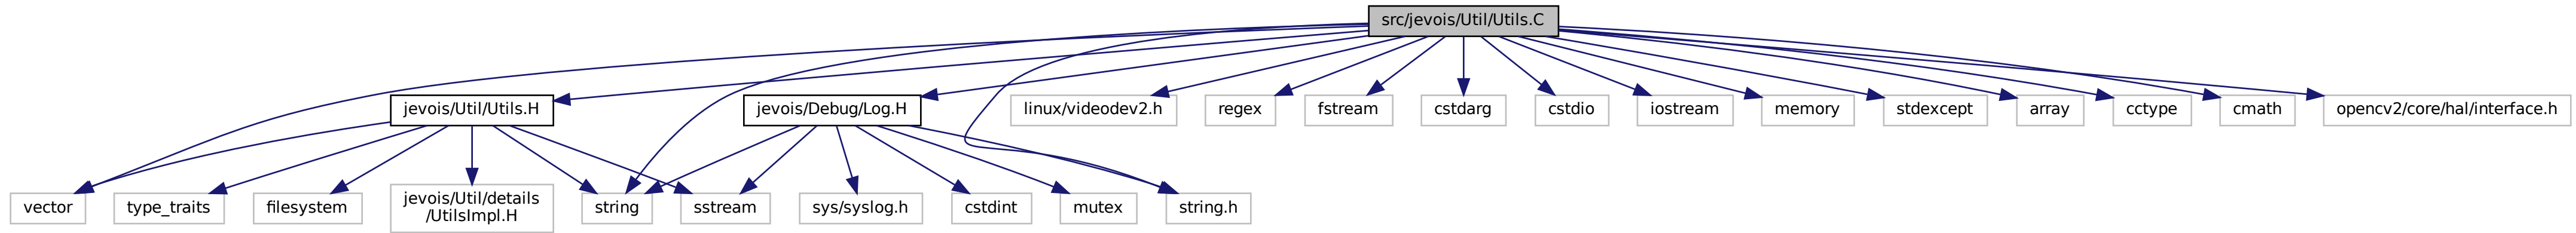 src/jevois/Util/Utils.C
jevois/Util/Utils.H
jevois/Debug/Log.H
linux/videodev2.h
regex
fstream
cstdarg
cstdio
iostream
memory
stdexcept
array
cctype
cmath
opencv2/core/hal/interface.h
vector
type_traits
filesystem
jevois/Util/details
/UtilsImpl.H
string
sstream
sys/syslog.h
cstdint
mutex
string.h